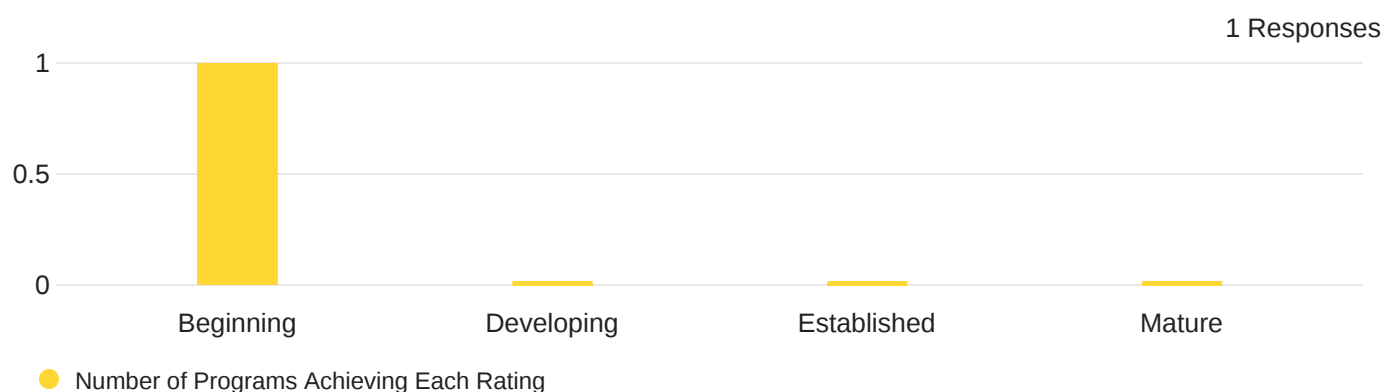 1 Responses
1
0.5
0
Beginning Developing Established Mature
Number of Programs Achieving Each Rating